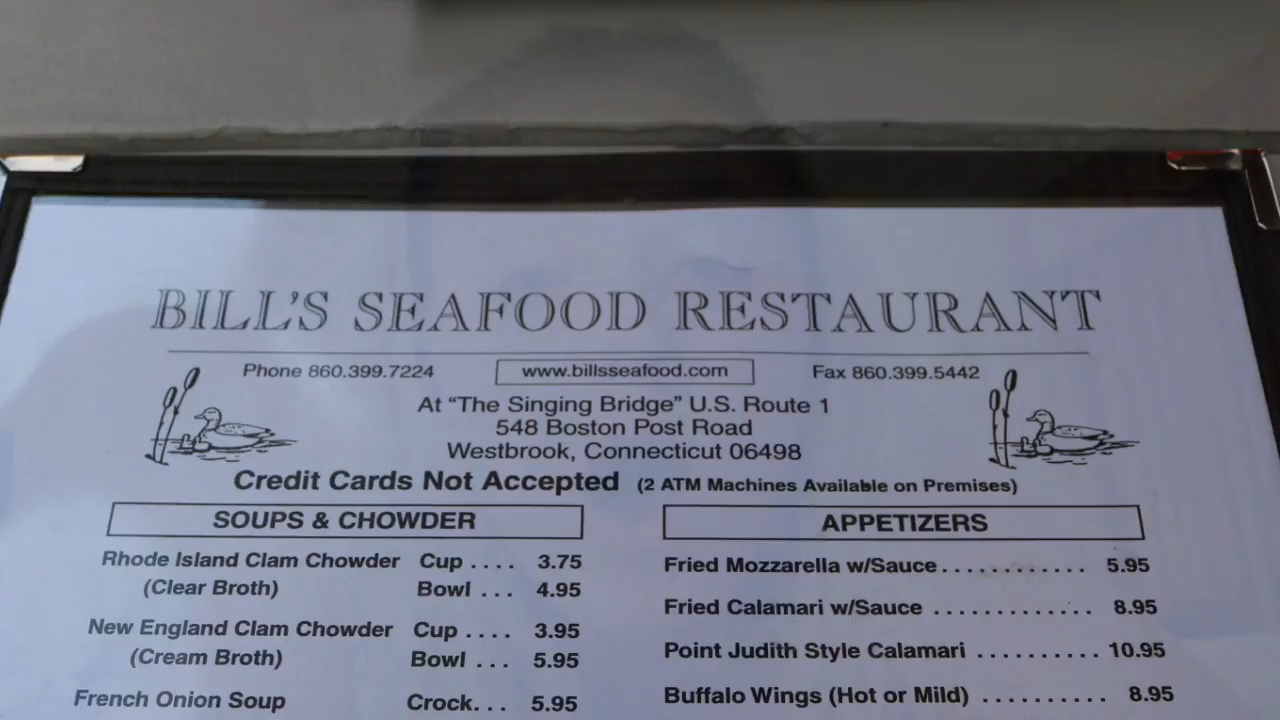 BILL'S SEAFOOD RESTAURANT
Phone 860.399.7224 www.billsseafood.com Fax 860.399.5442
At "The Singing Bridge" U.S. Route 1
548 Boston Post Road
Westbrook, Connecticut 06498
Credit Cards Not Accepted (2 ATM Machines Available on Premises)
SOUPS & CHOWDER
Rhode Island Clam Chowder Cup .... 3.75
(Clear Broth) Bowl ... 4.95
New England Clam Chowder Cup .... 3.95
(Cream Broth) Bowl ... 5.95
French Onion Soup Crock... 5.95
APPETIZERS
Fried Mozzarella w/Sauce............ 5.95
Fried Calamari w/Sauce ............ 8.95
Point Judith Style Calamari .......... 10.95
Buffalo Wings (Hot or Mild) .......... 8.95